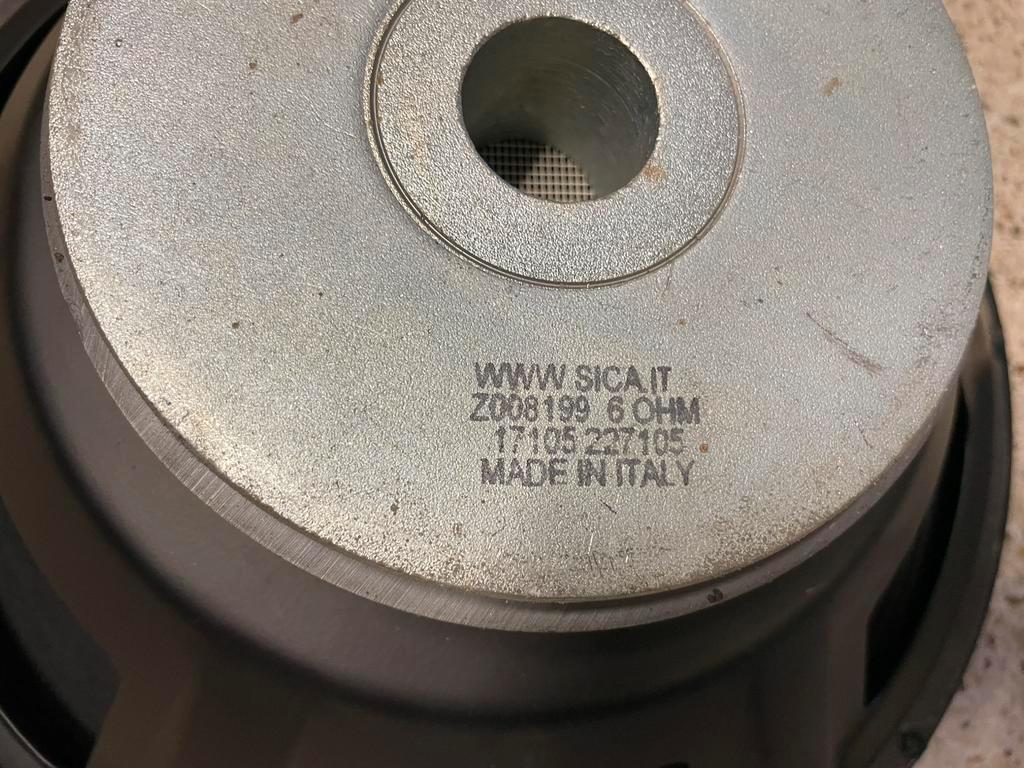 WWW.SICA.IT
Z008199 6 OHM
17105 227105
MADE IN ITALY